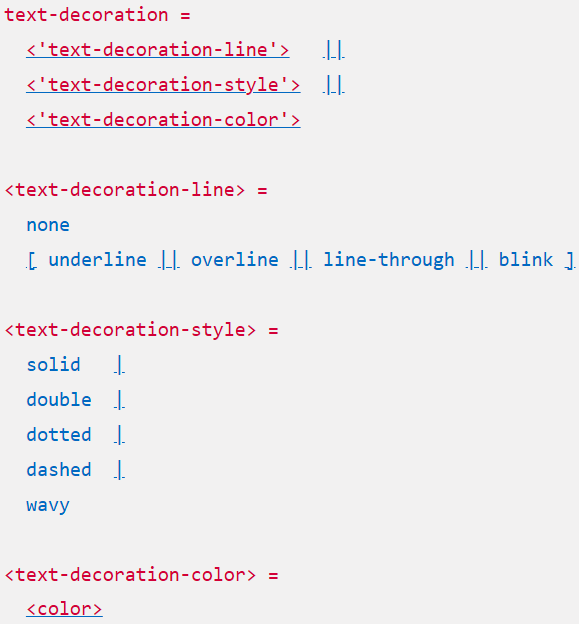 text-decoration =
<'text-decoration-line'> ||
<'text-decoration-style'> ||
<'text-decoration-color'>
<text-decoration-line> =
none
[ underline || overline || line-through || blink ]
<text-decoration-style> =
solid |
double |
dotted |
dashed |
wavy
<text-decoration-color> =
<color>